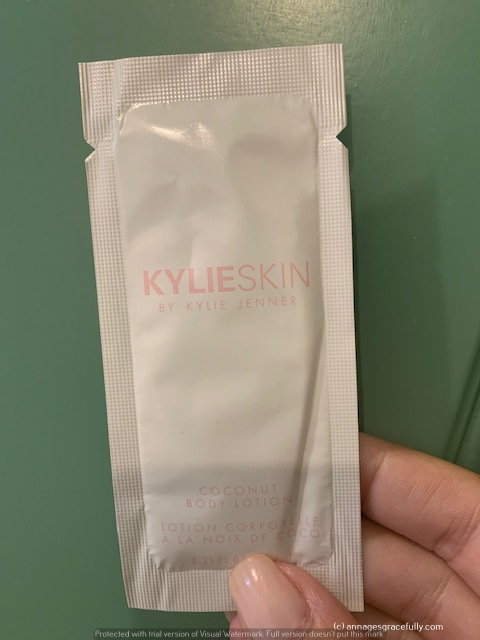 KYLIESKIN
BY KYLIE JENNER
COCONUT
BODY LOTION
LOTION CORPORELLE
À LA NOIX DE COCO
(c) annagesgracefully.com
Protected with trial version of Visual Watermark. Full version doesn't put this mark.